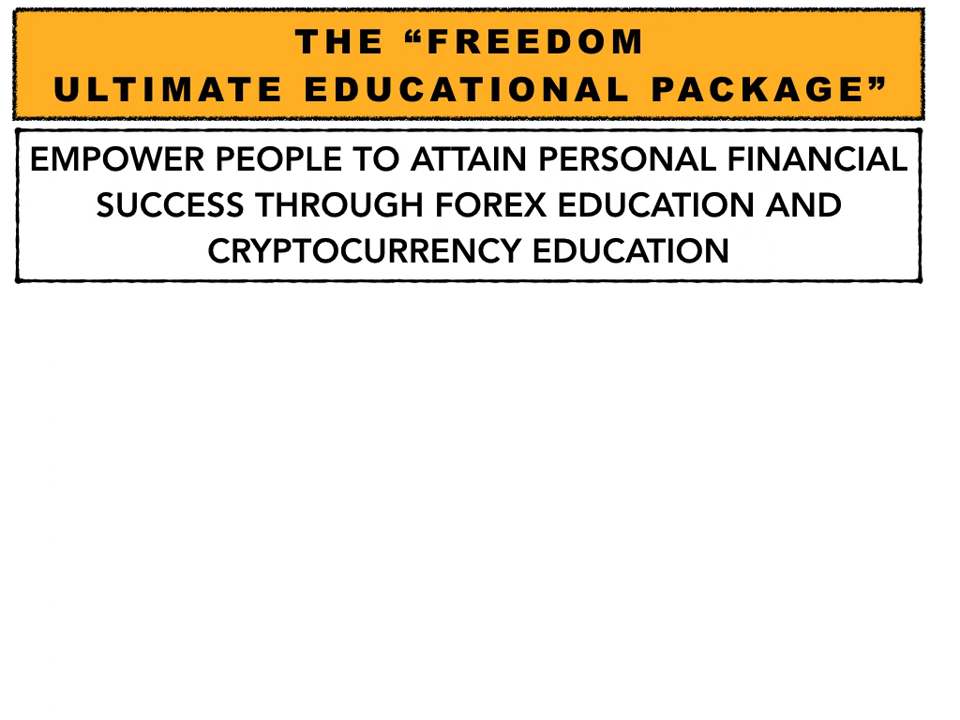 THE “FREEDOM
ULTIMATE EDUCATIONAL PACKAGE”
EMPOWER PEOPLE TO ATTAIN PERSONAL FINANCIAL
SUCCESS THROUGH FOREX EDUCATION AND
CRYPTOCURRENCY EDUCATION